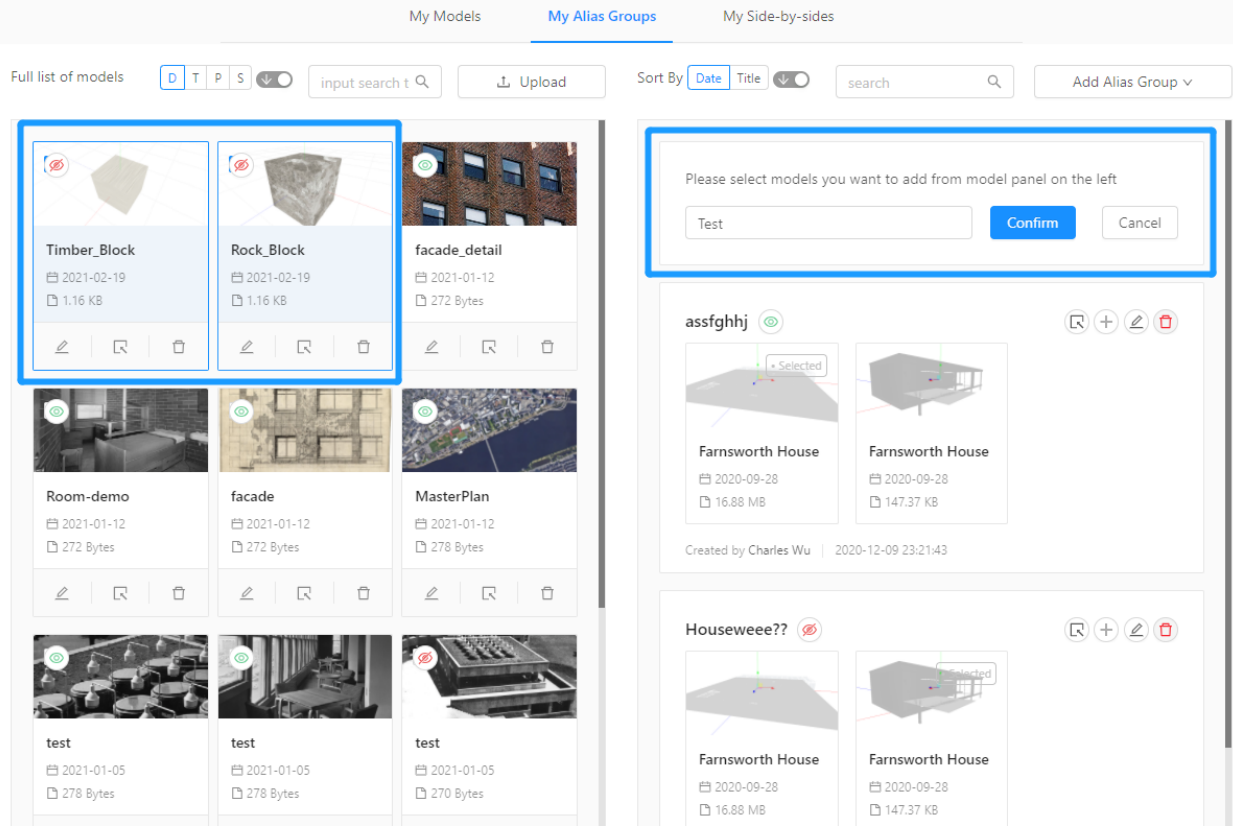 My Models
My Alias Groups
My Side-by-sides
Full list of models
D T P S
input search t
Upload
Sort By Date Title
search
Add Alias Group
Timber_Block
2021-02-19
1.16 KB
Rock_Block
2021-02-19
1.16 KB
facade_detail
2021-01-12
272 Bytes
Room-demo
2021-01-12
272 Bytes
facade
2021-01-12
272 Bytes
MasterPlan
2021-01-12
278 Bytes
test
2021-01-05
278 Bytes
test
2021-01-05
278 Bytes
test
2021-01-05
270 Bytes
Please select models you want to add from model panel on the left
Test
Confirm
Cancel
assfghhj
• Selected
Farnsworth House
2020-09-28
16.88 MB
Farnsworth House
2020-09-28
147.37 KB
Created by Charles Wu
2020-12-09 23:21:43
Houseweee??
Farnsworth House
2020-09-28
16.88 MB
• Selected
Farnsworth House
2020-09-28
147.37 KB